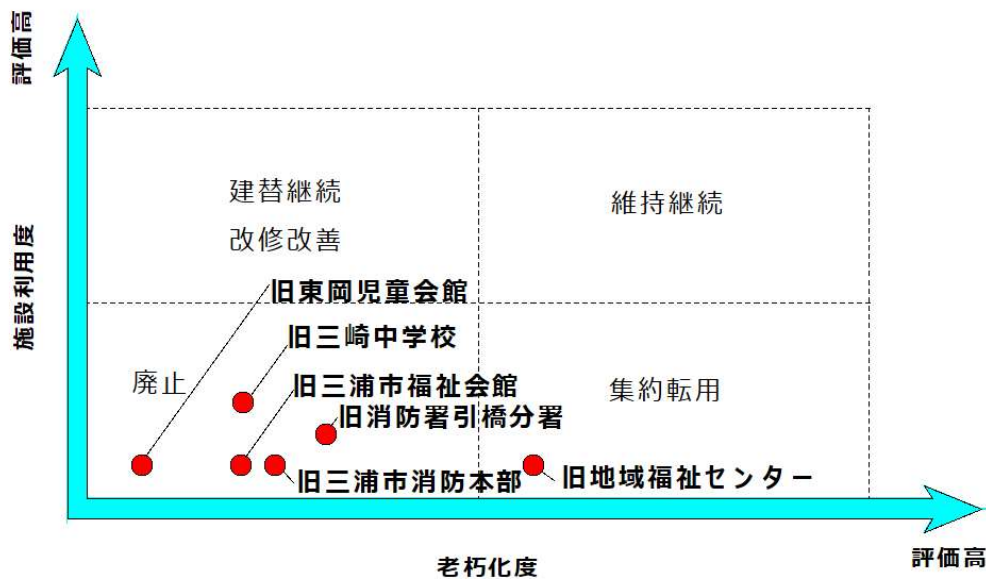 評価高
施設利用度
建替継続
改修改善
維持継続
旧東岡児童会館
旧三崎中学校
廃止
旧三浦市福祉会館
集約転用
旧消防署引橋分署
旧三浦市消防本部
旧地域福祉センター
老朽化度
評価高